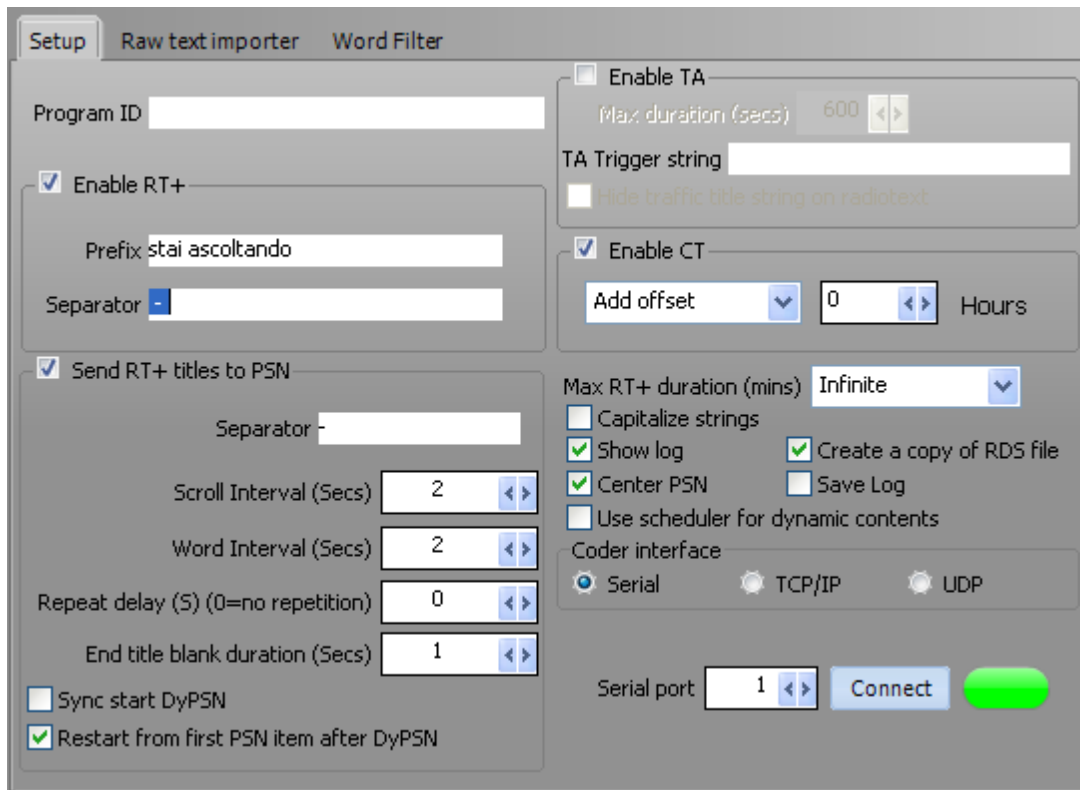 Setup Raw text importer Word Filter
Program ID
Enable RT+
Prefix stai ascoltando
Separator -
Send RT+ titles to PSN
Separator -
Scroll Interval (Secs) 2
Word Interval (Secs) 2
Repeat delay (S) (0=no repetition) 0
End title blank duration (Secs) 1
Sync start DyPSN
Restart from first PSN item after DyPSN
Enable TA
Max duration (secs) 600
TA Trigger string
Hide traffic title string on radiotext
Enable CT
Add offset 0 Hours
Max RT+ duration (mins) Infinite
Capitalize strings
Show log Create a copy of RDS file
Center PSN Save Log
Use scheduler for dynamic contents
Coder interface
Serial TCP/IP UDP
Serial port 1 Connect